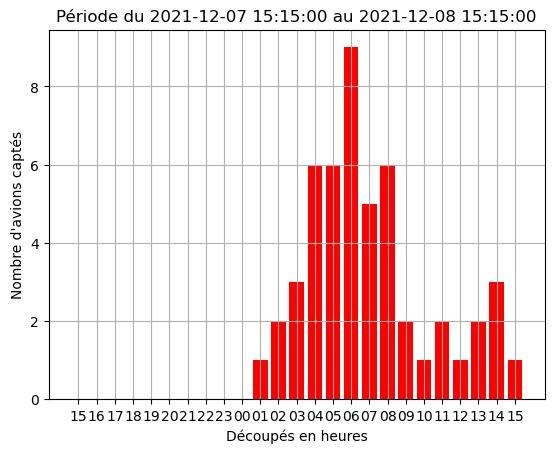 Période du 2021-12-07 15:15:00 au 2021-12-08 15:15:00
Nombre d'avions captés
8
6
4
2
0
15 16 17 18 19 20 21 22 23 00 01 02 03 04 05 06 07 08 09 10 11 12 13 14 15
Découpés en heures